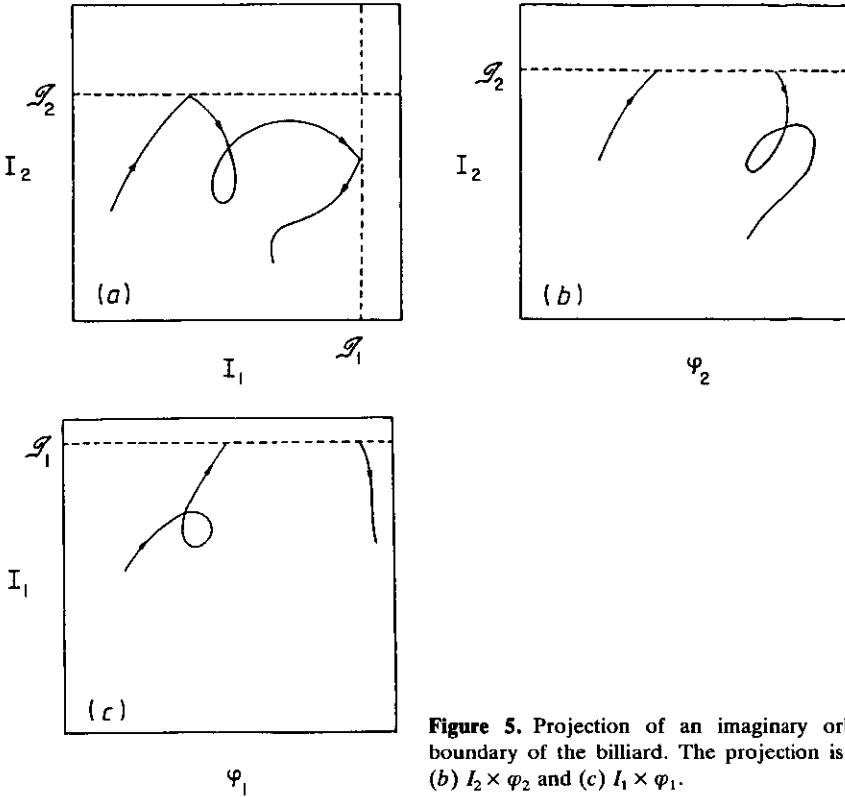 𝒥₂
I₂
(a)
𝒥₁
I₁
𝒥₂
I₂
(b)
φ₂
𝒥₁
I₁
(c)
φ₁
Figure 5. Projection of an imaginary
boundary of the billiard. The projection is
(b) I₂ × φ₂ and (c) I₁ × φ₁.